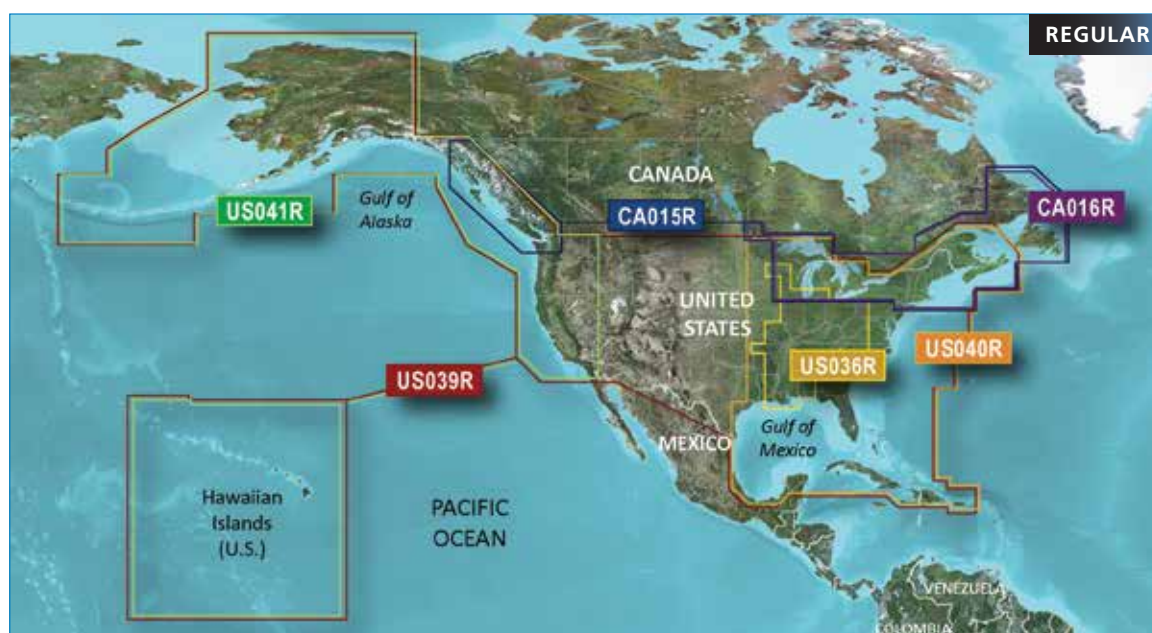 REGULAR
CANADA
Gulf of
Alaska
US041R
CA015R
CA016R
UNITED
STATES
US040R
US036R
US039R
MEXICO
Gulf of
Mexico
Hawaiian
Islands
(U.S.)
PACIFIC
OCEAN
VENEZUELA
COLOMBIA